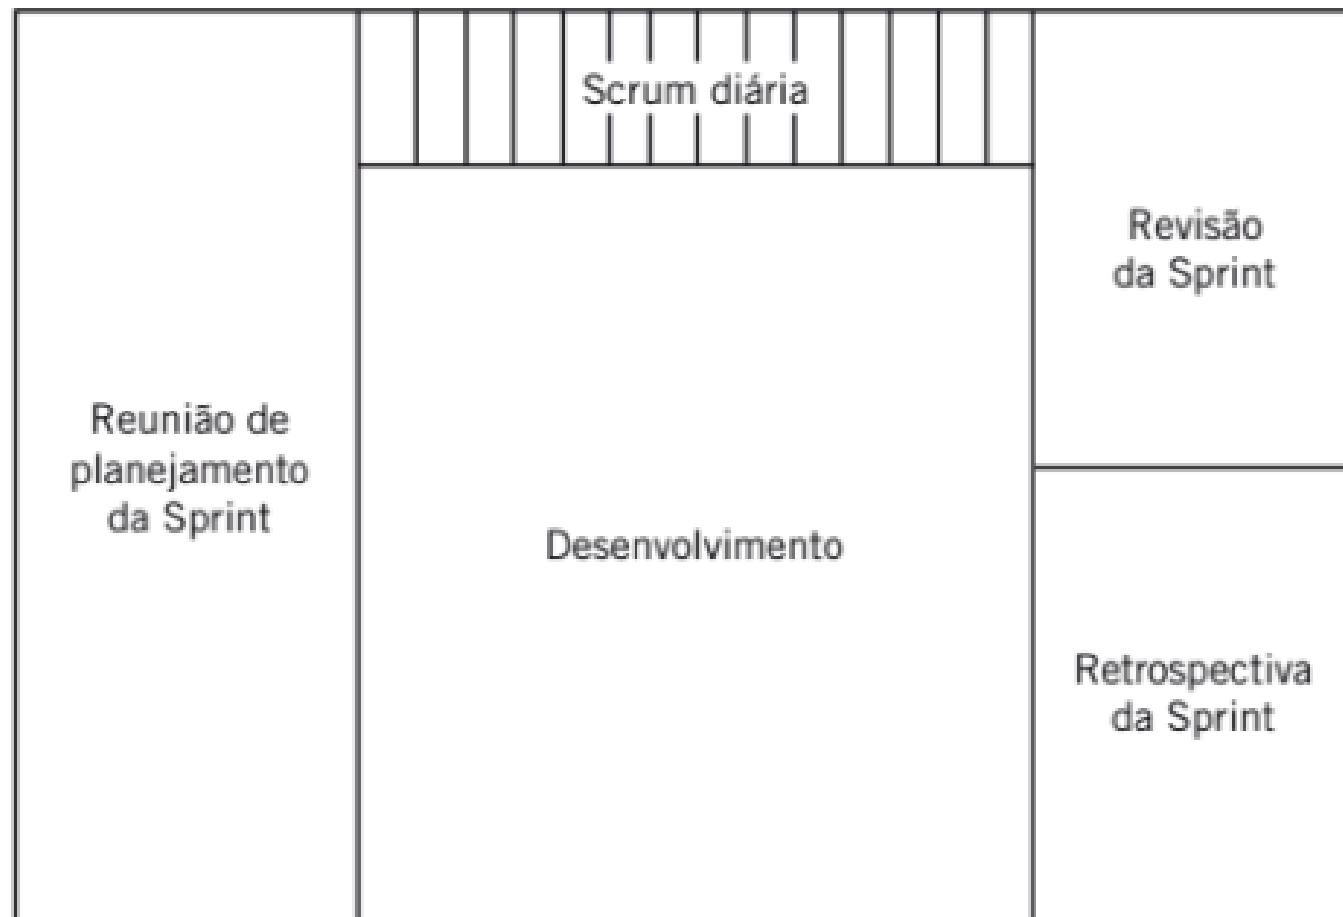 Scrum diária
Reunião de
planejamento
da Sprint
Desenvolvimento
Revisão
da Sprint
Retrospectiva
da Sprint